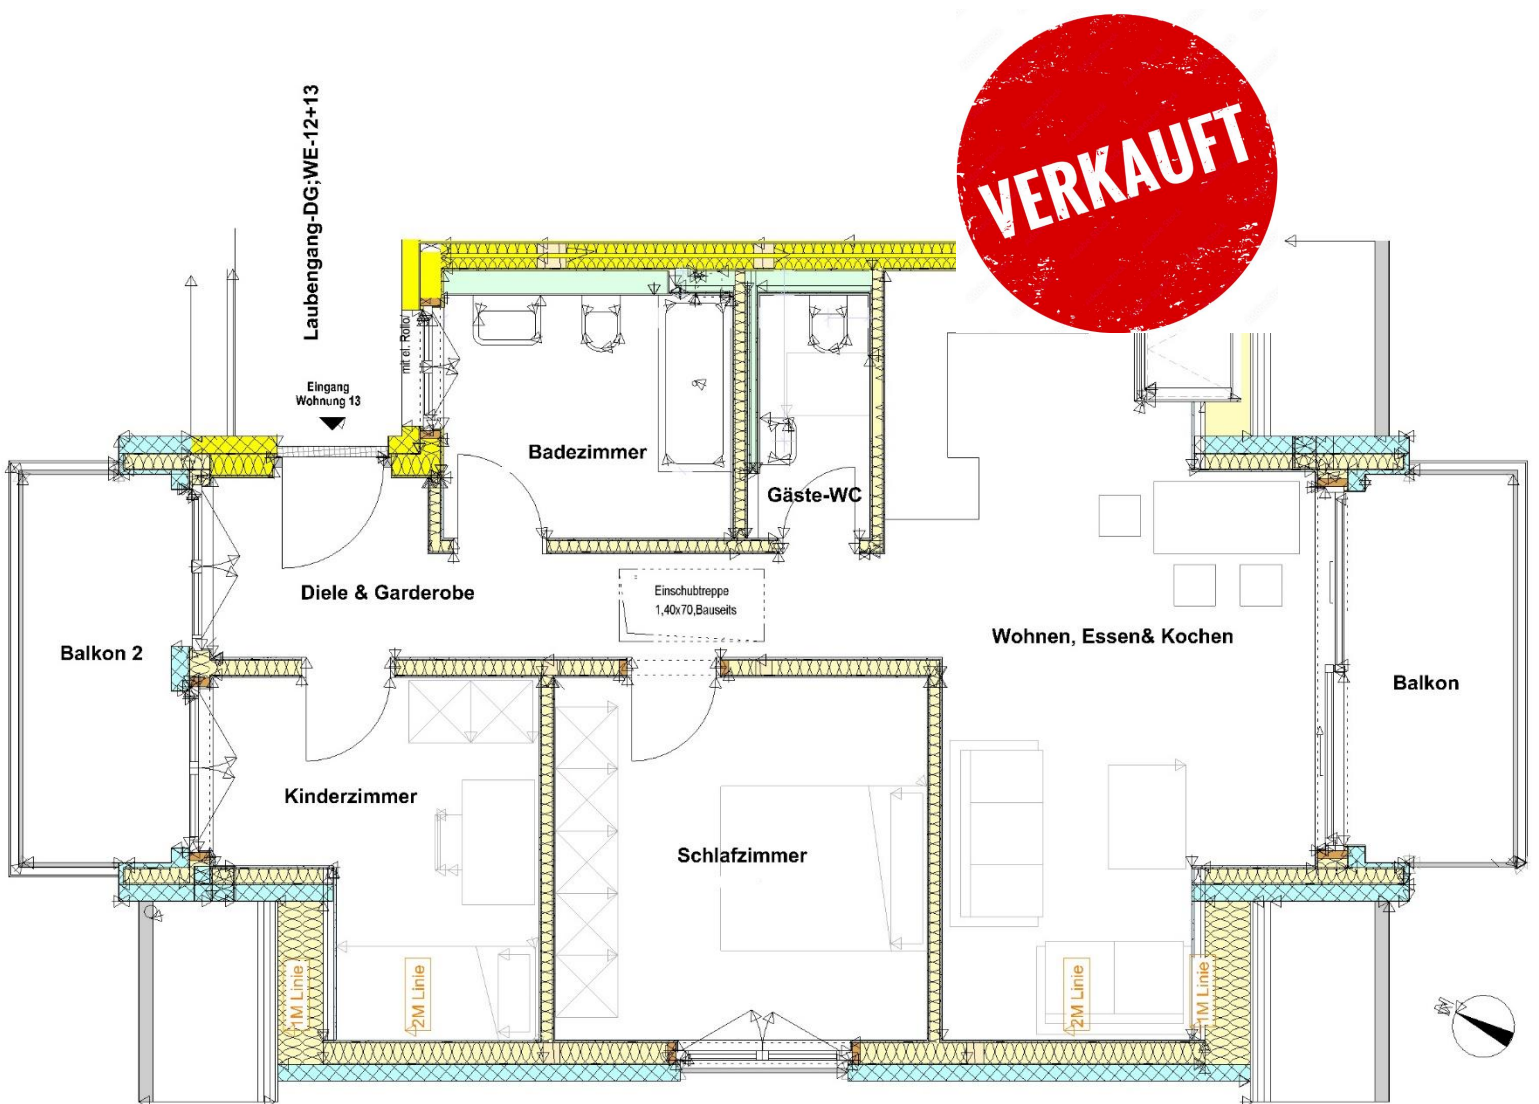 VERKAUFT
Laubengang-DG;WE-12+13
mit el. Rollo
Eingang
Wohnung 13
Badezimmer
Gäste-WC
Diele & Garderobe
Einschubtreppe
1,40x70,Bauseits
Wohnen, Essen& Kochen
Balkon 2
Balkon
Kinderzimmer
Schlafzimmer
1M Linie
2M Linie
2M Linie
1M Linie
N